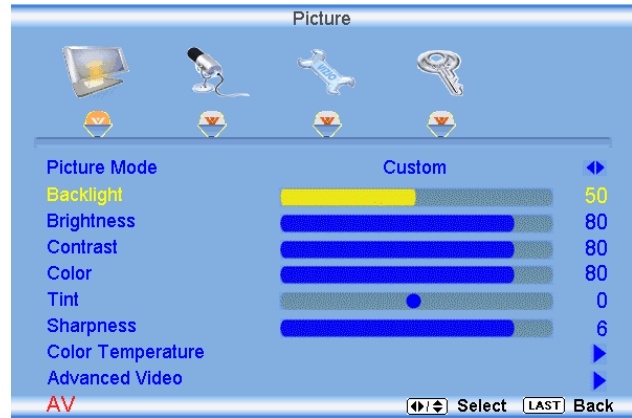 Picture
VIZIO
Picture Mode Custom
Backlight 50
Brightness 80
Contrast 80
Color 80
Tint 0
Sharpness 6
Color Temperature
Advanced Video
AV Select LAST Back